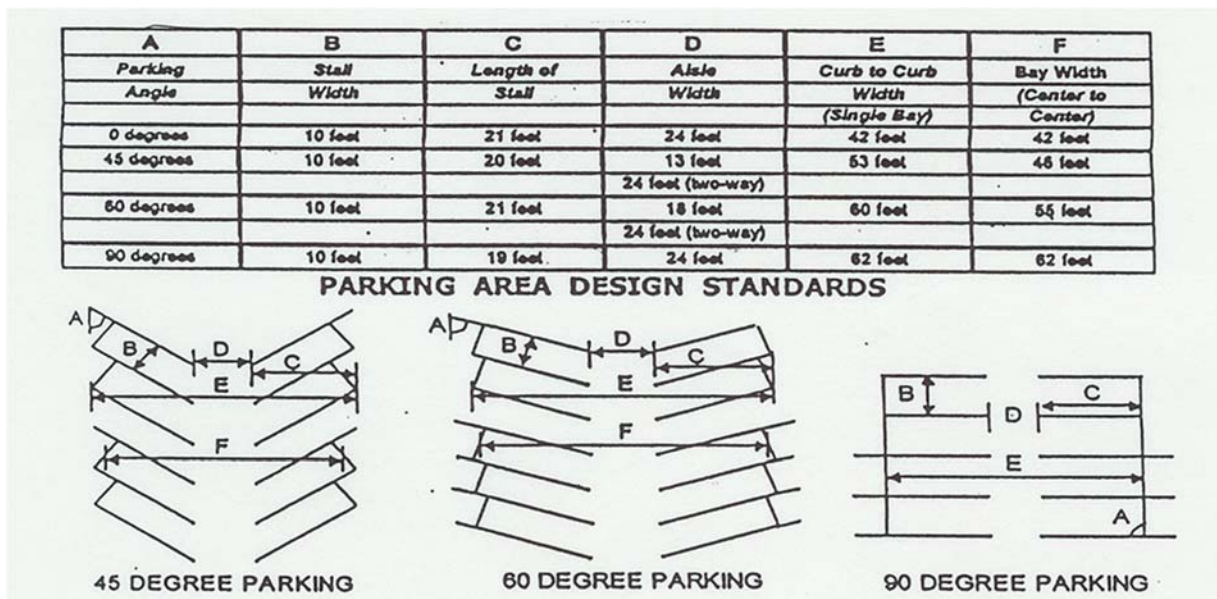 A B C D E F
Parking Stall Length of Aisle Curb to Curb Bay Width
Angle Width Stall Width Width (Center to
(Single Bay) Center)
0 degrees 10 feet 21 feet 24 feet 42 feet 42 feet
45 degrees 10 feet 20 feet 13 feet 53 feet 46 feet
24 feet (two-way)
60 degrees 10 feet 21 feet 18 feet 60 feet 55 feet
24 feet (two-way)
90 degrees 10 feet 19 feet 24 feet 62 feet 62 feet
PARKING AREA DESIGN STANDARDS
A B D C E F
A B D C E F
B C D E A
45 DEGREE PARKING
60 DEGREE PARKING
90 DEGREE PARKING